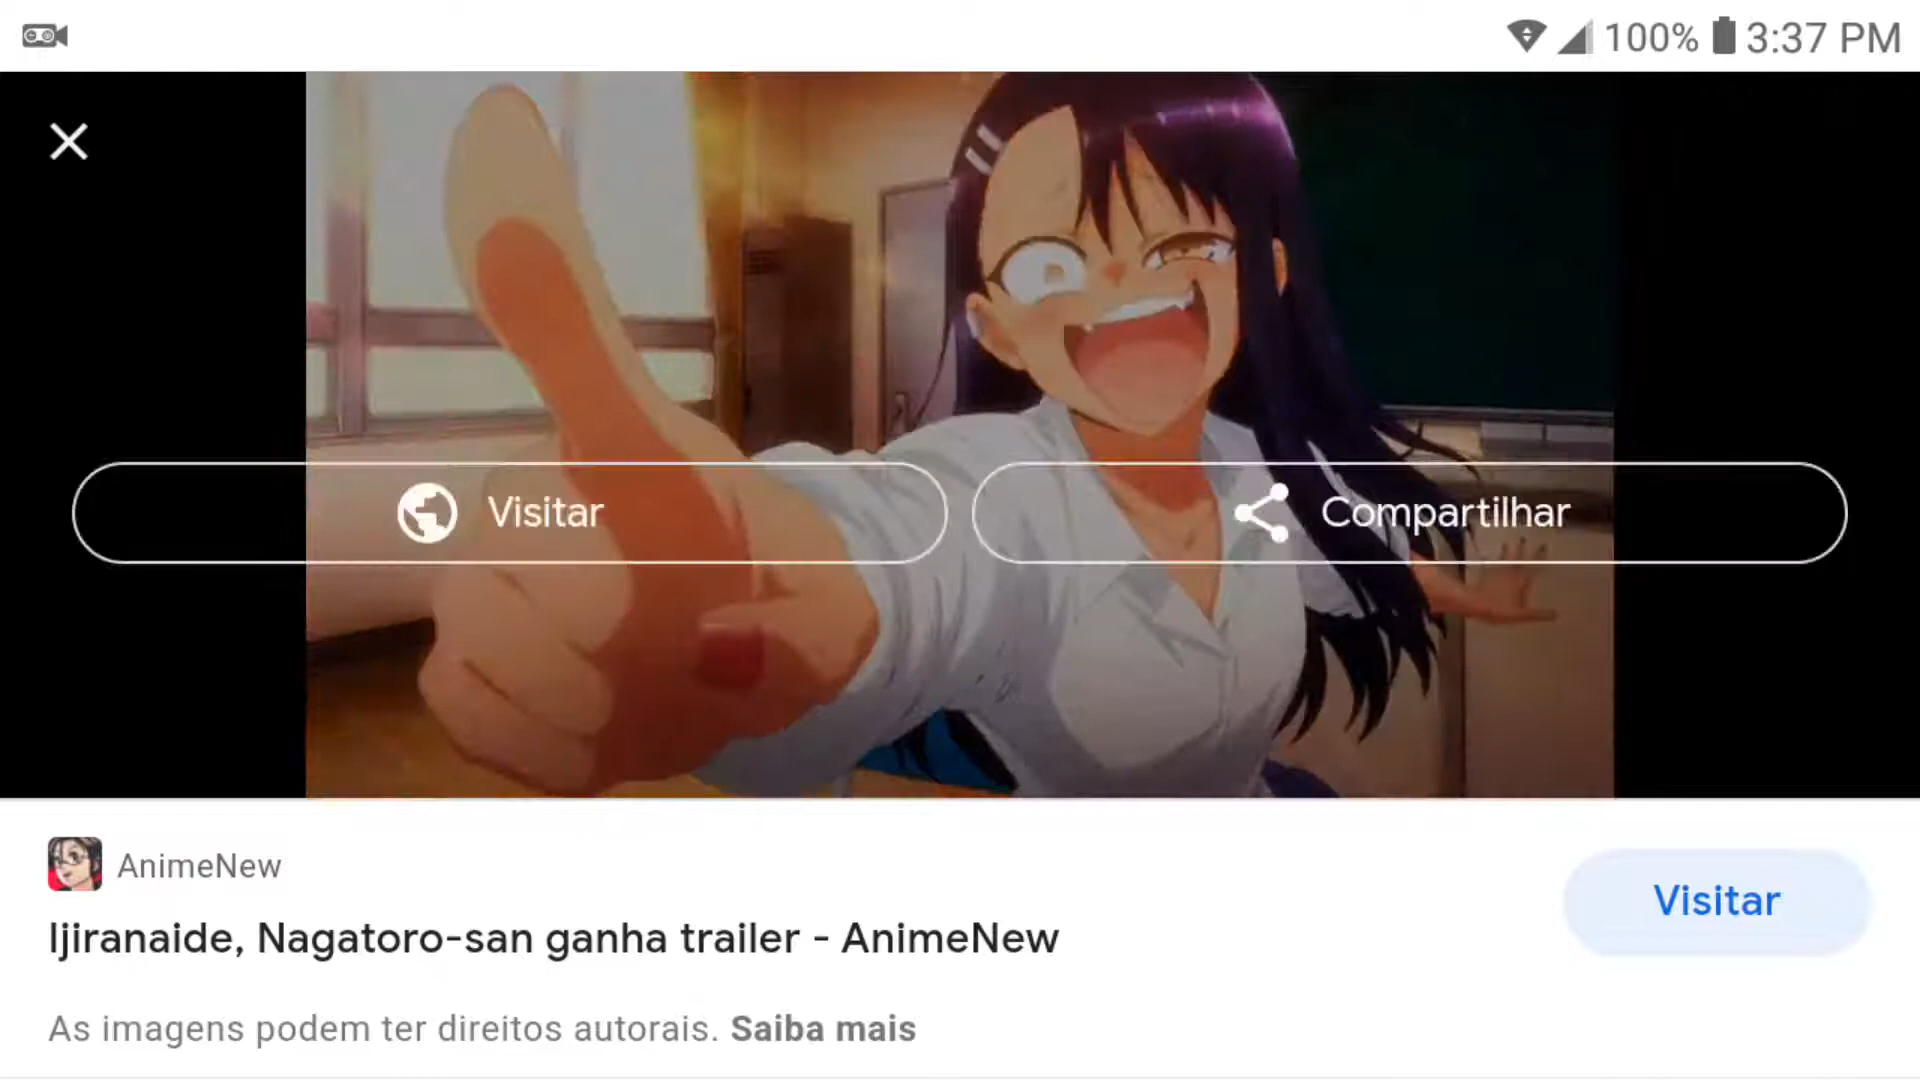 100% 3:37 PM
Visitar
Compartilhar
AnimeNew
Visitar
Ijiranaide, Nagatoro-san ganha trailer - AnimeNew
As imagens podem ter direitos autorais. Saiba mais